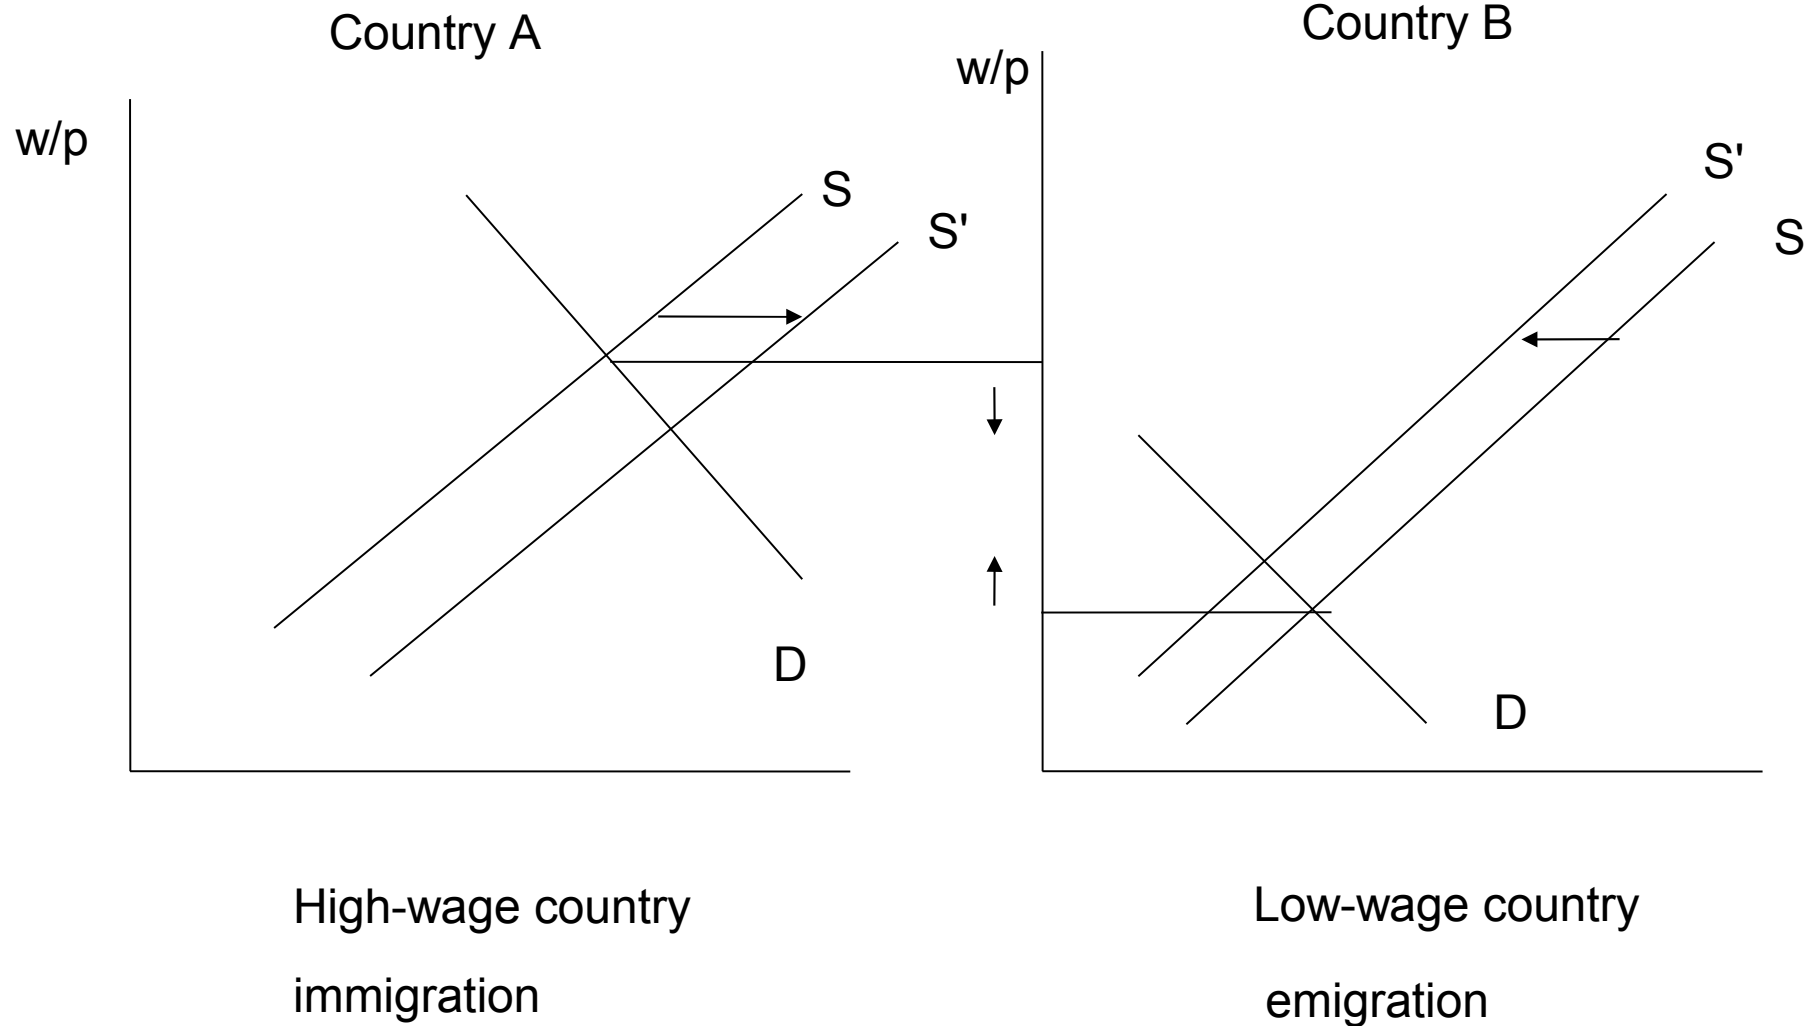 Country A
Country B
w/p
w/p
S
S'
S'
S
D
D
High-wage country
immigration
Low-wage country
emigration